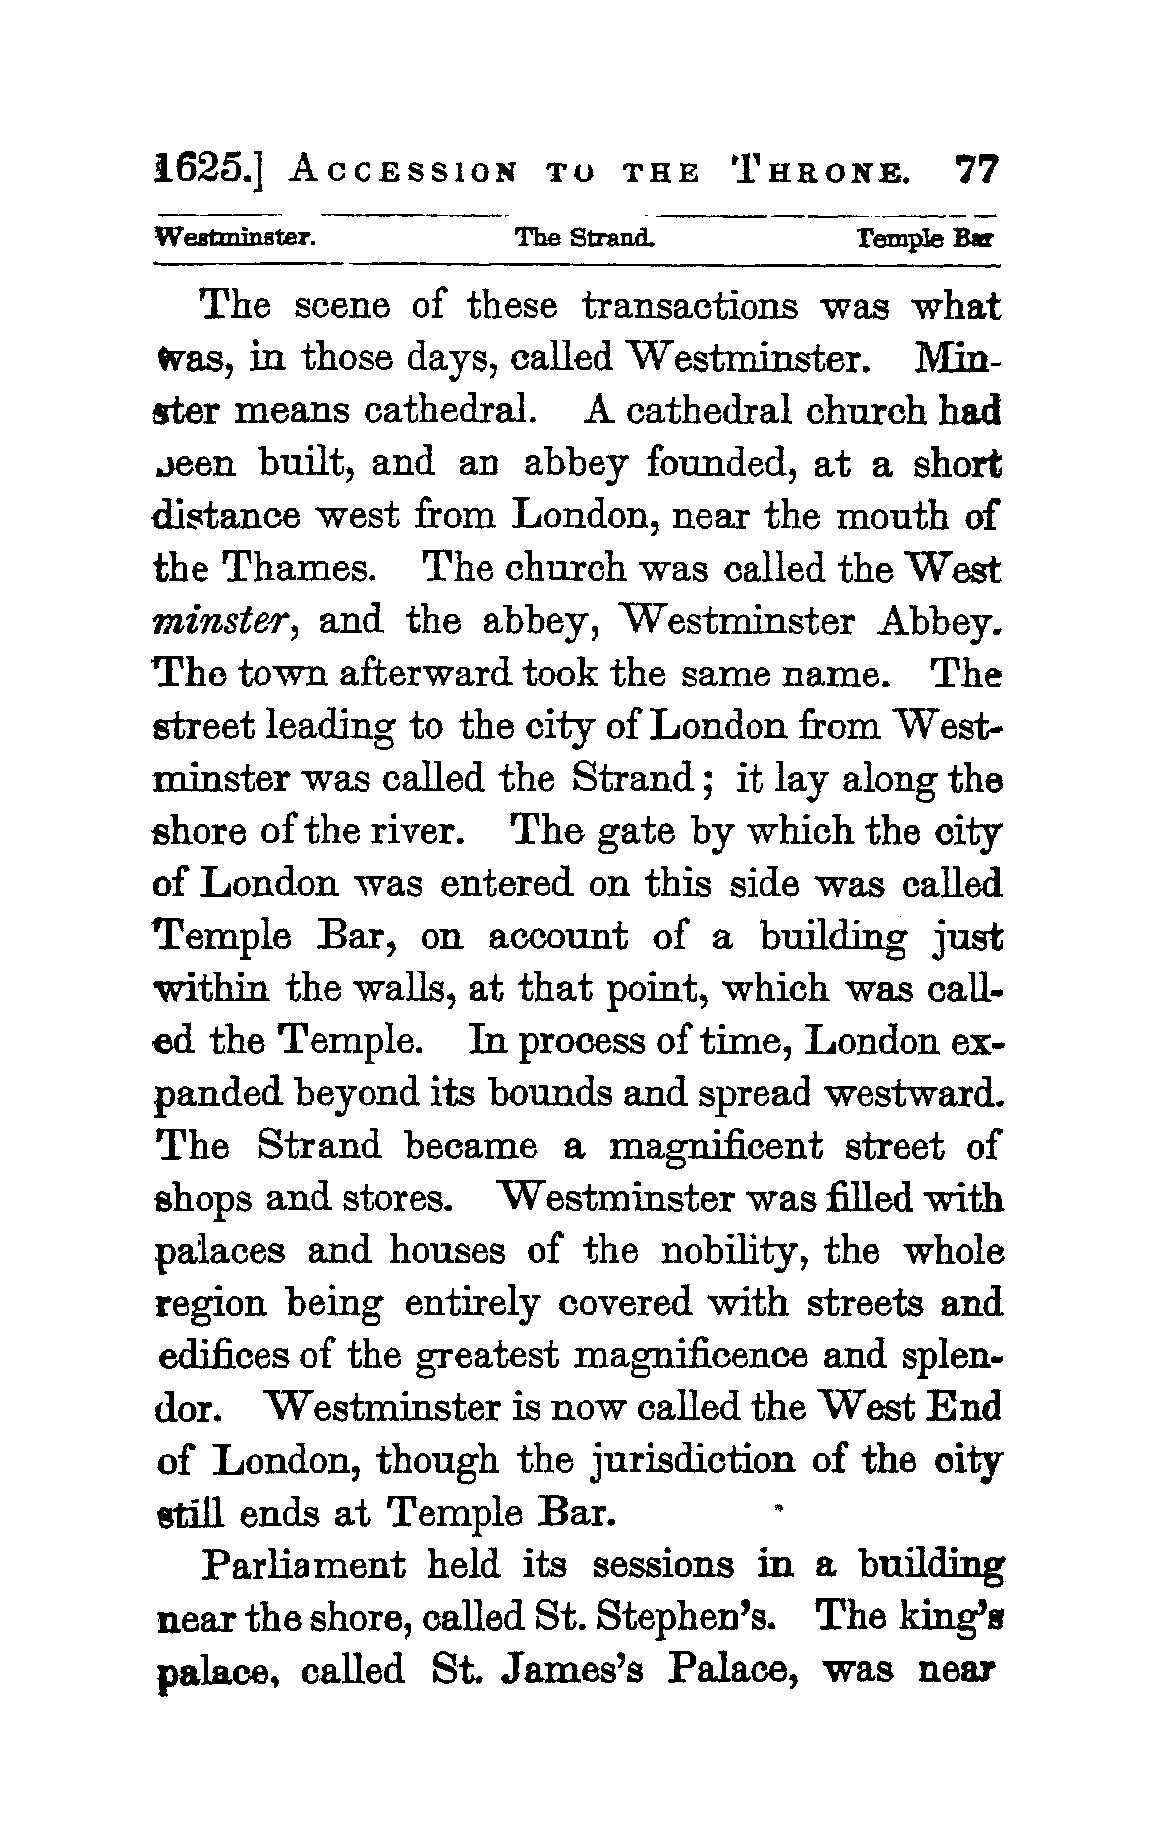 1625.] Accession to the Throne. 77
Westminster. The Strand. Temple Bar
The scene of these transactions was what
was, in those days, called Westminster. Min-
ster means cathedral. A cathedral church had
been built, and an abbey founded, at a short
distance west from London, near the mouth of
the Thames. The church was called the West
minster, and the abbey, Westminster Abbey.
The town afterward took the same name. The
street leading to the city of London from West-
minster was called the Strand; it lay along the
shore of the river. The gate by which the city
of London was entered on this side was called
Temple Bar, on account of a building just
within the walls, at that point, which was call-
ed the Temple. In process of time, London ex-
panded beyond its bounds and spread westward.
The Strand became a magnificent street of
shops and stores. Westminster was filled with
palaces and houses of the nobility, the whole
region being entirely covered with streets and
edifices of the greatest magnificence and splen-
dor. Westminster is now called the West End
of London, though the jurisdiction of the city
still ends at Temple Bar.
Parliament held its sessions in a building
near the shore, called St. Stephen's. The king's
palace, called St. James's Palace, was near